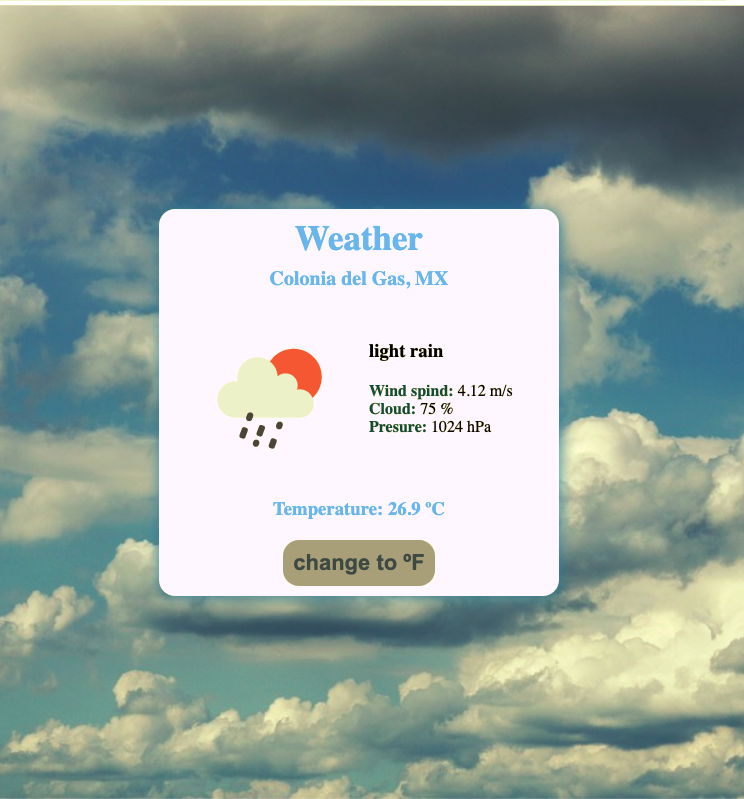 Weather
Colonia del Gas, MX
light rain
Wind spind: 4.12 m/s
Cloud: 75 %
Presure: 1024 hPa
Temperature: 26.9 ºC
change to ºF